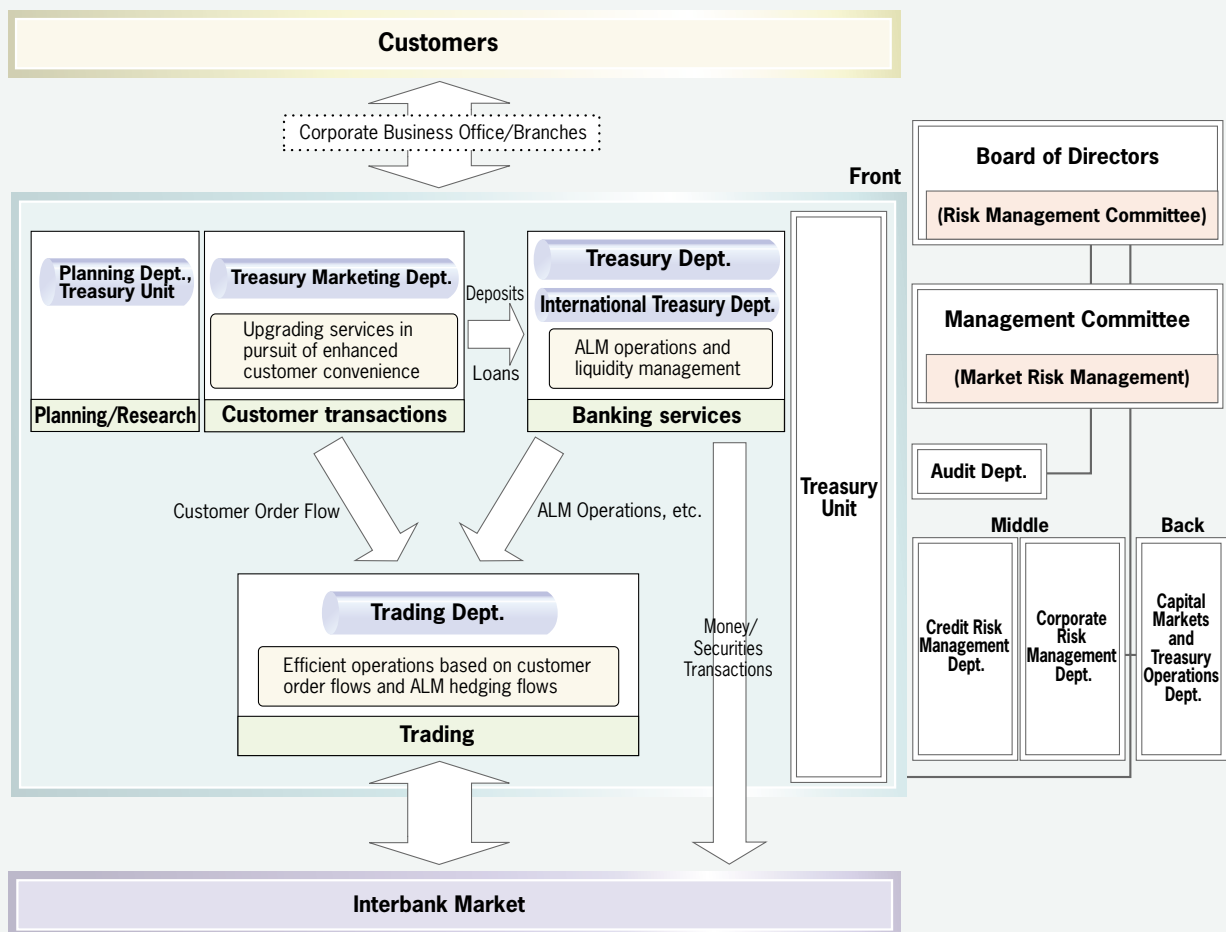 Customers
Corporate Business Office/Branches
Front
Planning Dept.,
Treasury Unit
Planning/Research
Treasury Marketing Dept.
Upgrading services in
pursuit of enhanced
customer convenience
Customer transactions
Deposits
Loans
Treasury Dept.
International Treasury Dept.
ALM operations and
liquidity management
Banking services
Treasury
Unit
Customer Order Flow
ALM Operations, etc.
Trading Dept.
Efficient operations based on customer
order flows and ALM hedging flows
Trading
Money/
Securities
Transactions
Interbank Market
Board of Directors
(Risk Management Committee)
Management Committee
(Market Risk Management)
Audit Dept.
Middle
Back
Credit Risk
Management
Dept.
Corporate
Risk
Management
Dept.
Capital
Markets
and
Treasury
Operations
Dept.